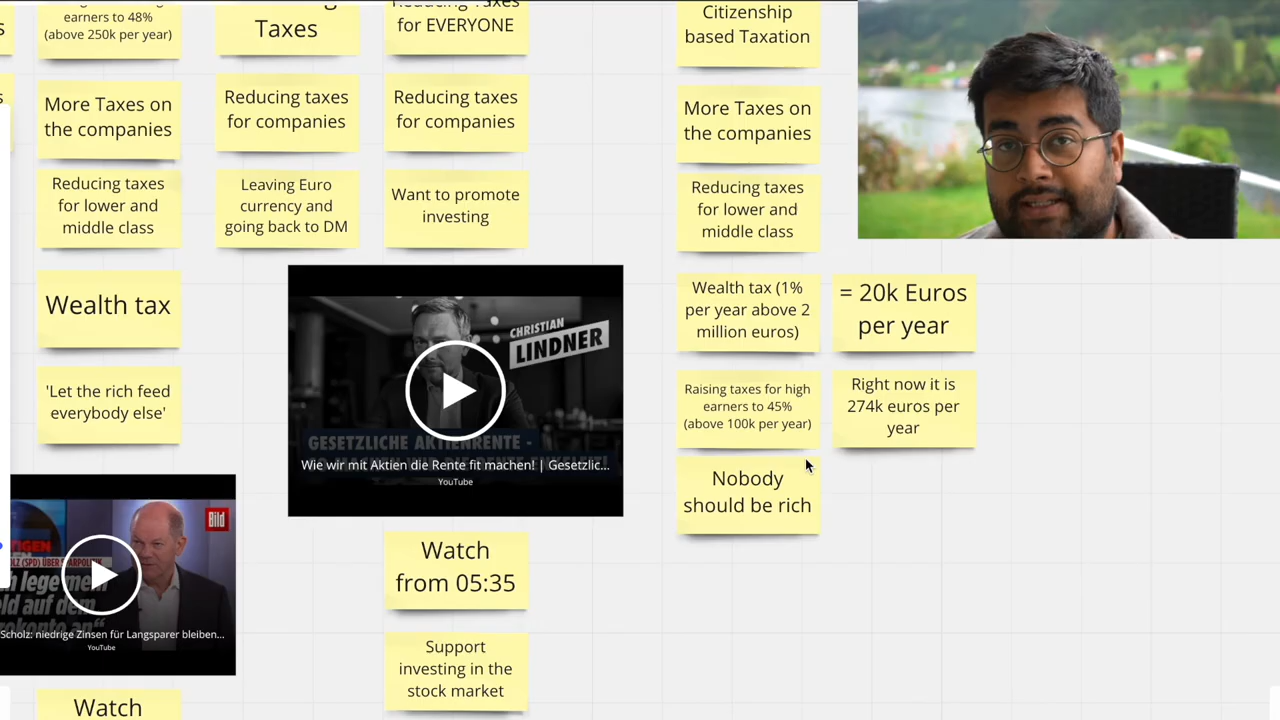 earners to 48%
(above 250k per year)
More Taxes on
the companies
Reducing taxes
for lower and
middle class
Wealth tax
'Let the rich feed
everybody else'
Bild
Scholz: niedrige Zinsen für Langsparer bleiben...
YouTube
Watch
Taxes
Reducing taxes
for companies
Leaving Euro
currency and
going back to DM
for EVERYONE
Reducing taxes
for companies
Want to promote
investing
CHRISTIAN
LINDNER
GESETZLICHE AKTIENRENTE -
Wie wir mit Aktien die Rente fit machen! | Gesetzlic...
YouTube
Watch
from 05:35
Support
investing in the
stock market
Citizenship
based Taxation
More Taxes on
the companies
Reducing taxes
for lower and
middle class
Wealth tax (1%
per year above 2
million euros)
= 20k Euros
per year
Raising taxes for high
earners to 45%
(above 100k per year)
Right now it is
274k euros per
year
Nobody
should be rich